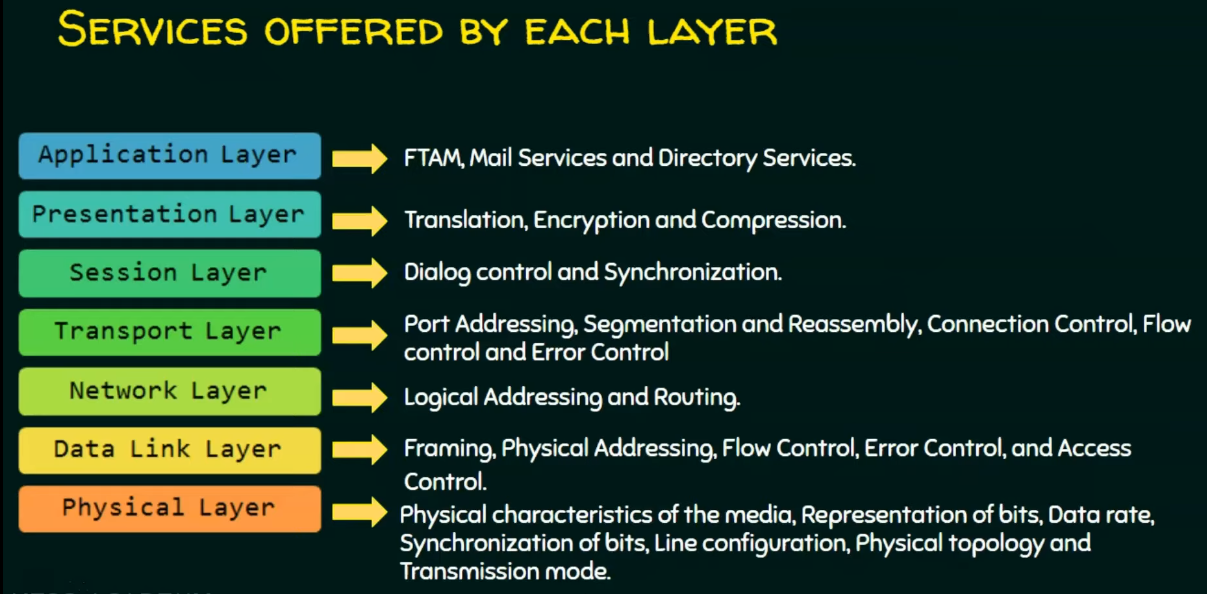 SERVICES OFFERED BY EACH LAYER
Application Layer
FTAM, Mail Services and Directory Services.
Presentation Layer
Translation, Encryption and Compression.
Session Layer
Dialog control and Synchronization.
Transport Layer
Port Addressing, Segmentation and Reassembly, Connection Control, Flow
control and Error Control
Network Layer
Logical Addressing and Routing.
Data Link Layer
Framing, Physical Addressing, Flow Control, Error Control, and Access
Control.
Physical Layer
Physical characteristics of the media, Representation of bits, Data rate,
Synchronization of bits, Line configuration, Physical topology and
Transmission mode.